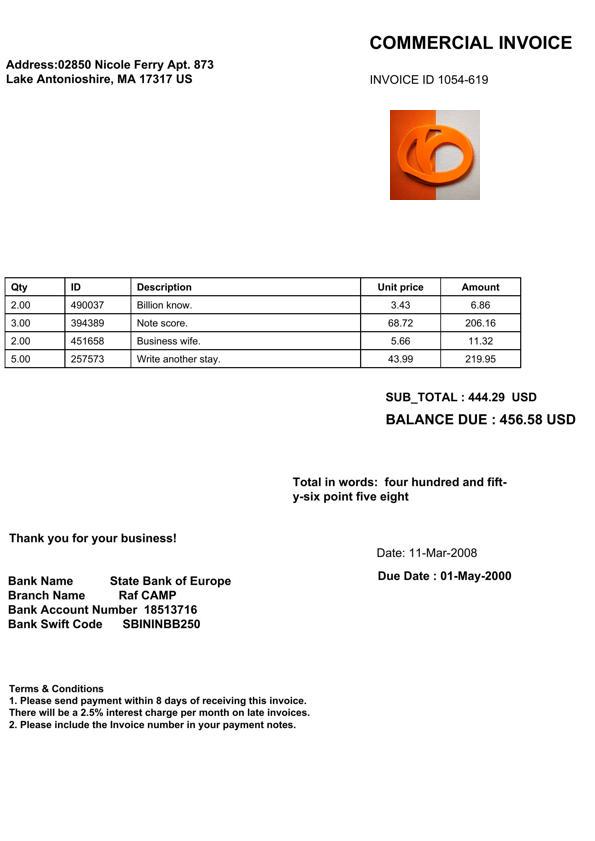 COMMERCIAL INVOICE
Address:02850 Nicole Ferry Apt. 873
Lake Antonioshire, MA 17317 US
INVOICE ID 1054-619
Qty ID Description Unit price Amount
2.00 490037 Billion know. 3.43 6.86
3.00 394389 Note score. 68.72 206.16
2.00 451658 Business wife. 5.66 11.32
5.00 257573 Write another stay. 43.99 219.95
SUB_TOTAL : 444.29 USD
BALANCE DUE : 456.58 USD
Total in words: four hundred and fift-
y-six point five eight
Thank you for your business!
Date: 11-Mar-2008
Due Date : 01-May-2000
Bank Name State Bank of Europe
Branch Name Raf CAMP
Bank Account Number 18513716
Bank Swift Code SBININBB250
Terms & Conditions
1. Please send payment within 8 days of receiving this invoice.
There will be a 2.5% interest charge per month on late invoices.
2. Please include the Invoice number in your payment notes.